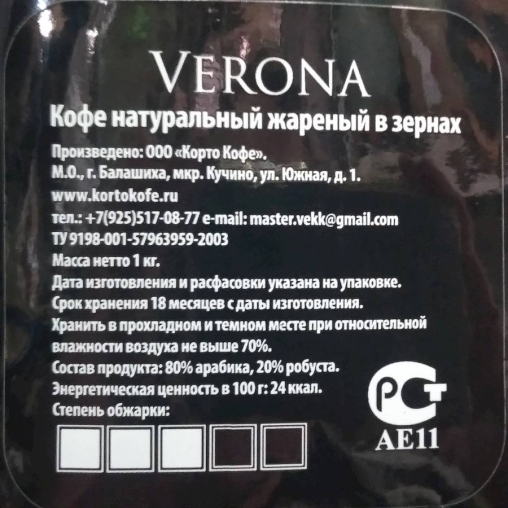 VERONA
Кофе натуральный жареный в зернах
Произведено: ООО «Корто Кофе».
М.О., г. Балашиха, мкр. Кучино, ул. Южная, д. 1.
www.kortokofe.ru
тел.: +7(925)517-08-77 e-mail: master.vekk@gmail.com
ТУ 9198-001-57963959-2003
Масса нетто 1 кг.
Дата изготовления и расфасовки указана на упаковке.
Срок хранения 18 месяцев с даты изготовления.
Хранить в прохладном и темном месте при относительной
влажности воздуха не выше 70%.
Состав продукта: 80% арабика, 20% робуста.
Энергетическая ценность в 100 г: 24 ккал.
Степень обжарки:
РСТ
АЕ11